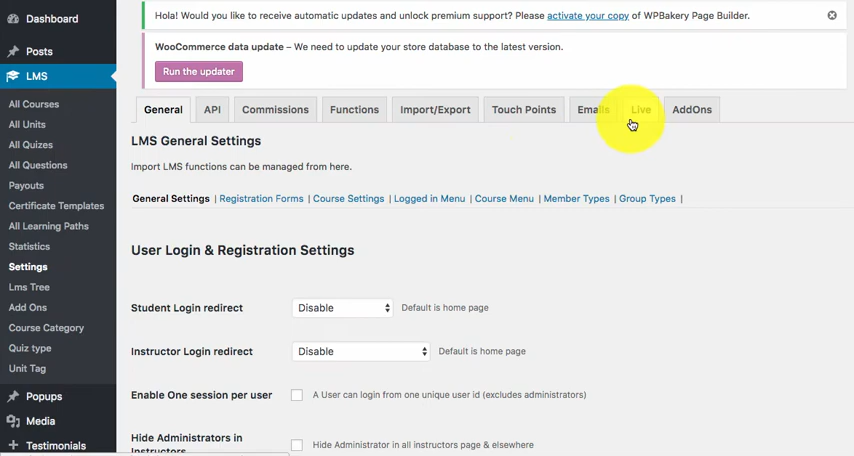 Dashboard
Posts
LMS
All Courses
All Units
All Quizes
All Questions
Payouts
Certificate Templates
All Learning Paths
Statistics
Settings
Lms Tree
Add Ons
Course Category
Quiz type
Unit Tag
Popups
Media
Testimonials
Hola! Would you like to receive automatic updates and unlock premium support? Please activate your copy of WPBakery Page Builder.
WooCommerce data update – We need to update your store database to the latest version.
Run the updater
General API Commissions Functions Import/Export Touch Points Emails Live AddOns
LMS General Settings
Import LMS functions can be managed from here.
General Settings | Registration Forms | Course Settings | Logged in Menu | Course Menu | Member Types | Group Types |
User Login & Registration Settings
Student Login redirect Disable Default is home page
Instructor Login redirect Disable Default is home page
Enable One session per user A User can login from one unique user id (excludes administrators)
Hide Administrators in Hide Administrator in all instructors page & elsewhere
Instructors